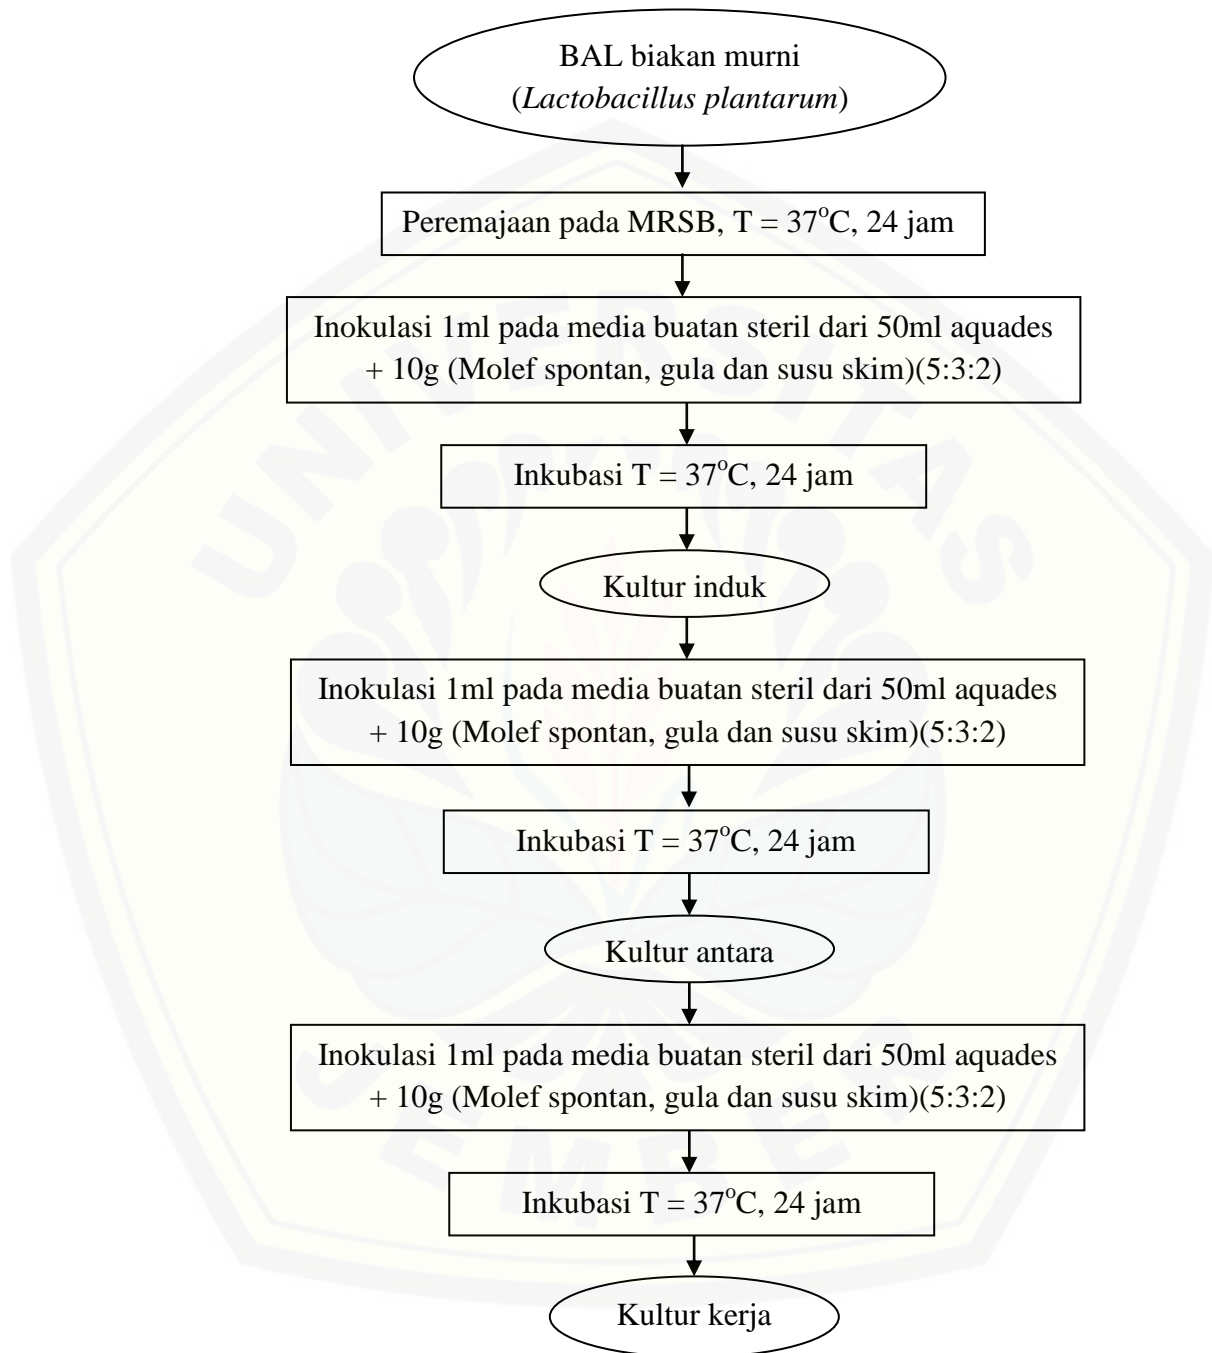 BAL biakan murni
(Lactobacillus plantarum)
Peremajaan pada MRSB, T = 37°C, 24 jam
Inokulasi 1ml pada media buatan steril dari 50ml aquades
+ 10g (Molef spontan, gula dan susu skim)(5:3:2)
Inkubasi T = 37°C, 24 jam
Kultur induk
Inokulasi 1ml pada media buatan steril dari 50ml aquades
+ 10g (Molef spontan, gula dan susu skim)(5:3:2)
Inkubasi T = 37°C, 24 jam
Kultur antara
Inokulasi 1ml pada media buatan steril dari 50ml aquades
+ 10g (Molef spontan, gula dan susu skim)(5:3:2)
Inkubasi T = 37°C, 24 jam
Kultur kerja
UNIVERSITAS
JEMBER